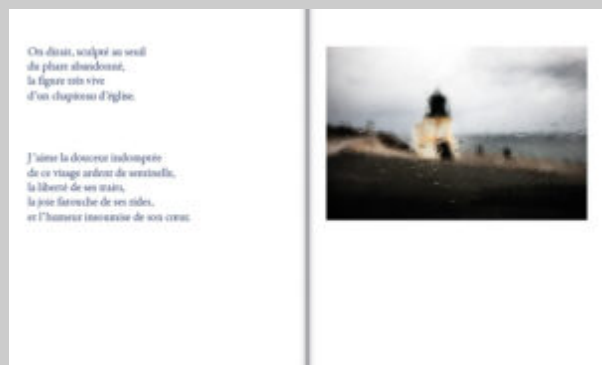 On dirait, sculpté au seuil
du phare abandonné,
la figure très vive
d'un chapiteau d'église.
J'aime la douceur indomptée
de ce visage ardent de sentinelle,
la liberté de ses traits,
la joie farouche de ses rides,
et l'humeur insoumise de son cœur.